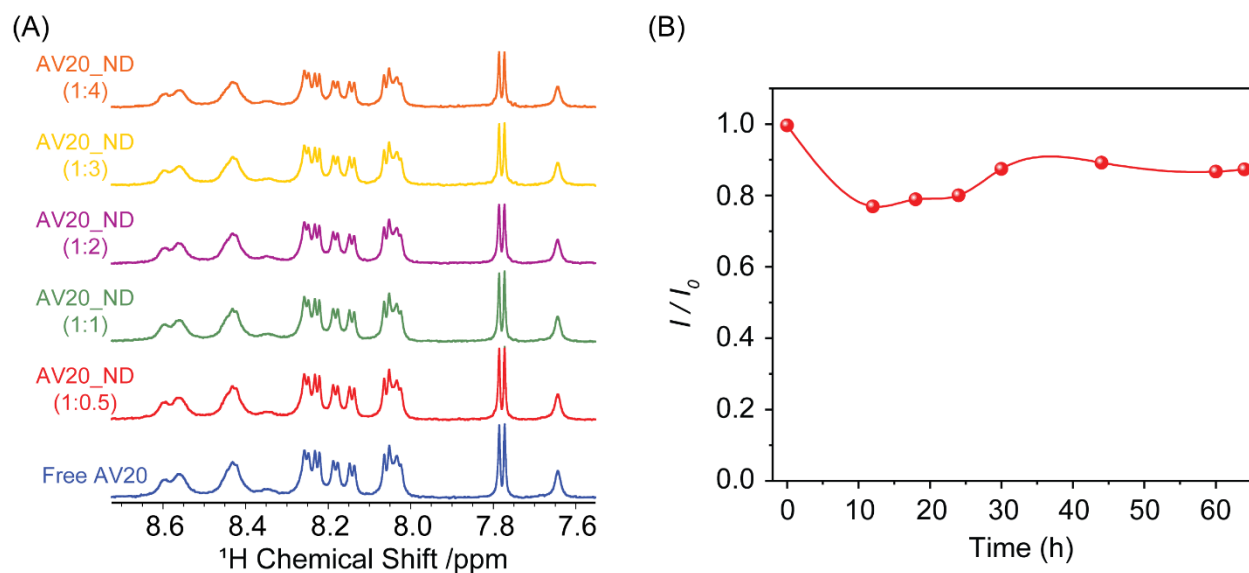 (A)
AV20_ND
(1:4)
AV20_ND
(1:3)
AV20_ND
(1:2)
AV20_ND
(1:1)
AV20_ND
(1:0.5)
Free AV20
8.6 8.4 8.2 8.0 7.8 7.6
¹H Chemical Shift /ppm
(B)
1.0
0.8
0.6
0.4
0.2
0.0
I / I₀
0 10 20 30 40 50 60
Time (h)